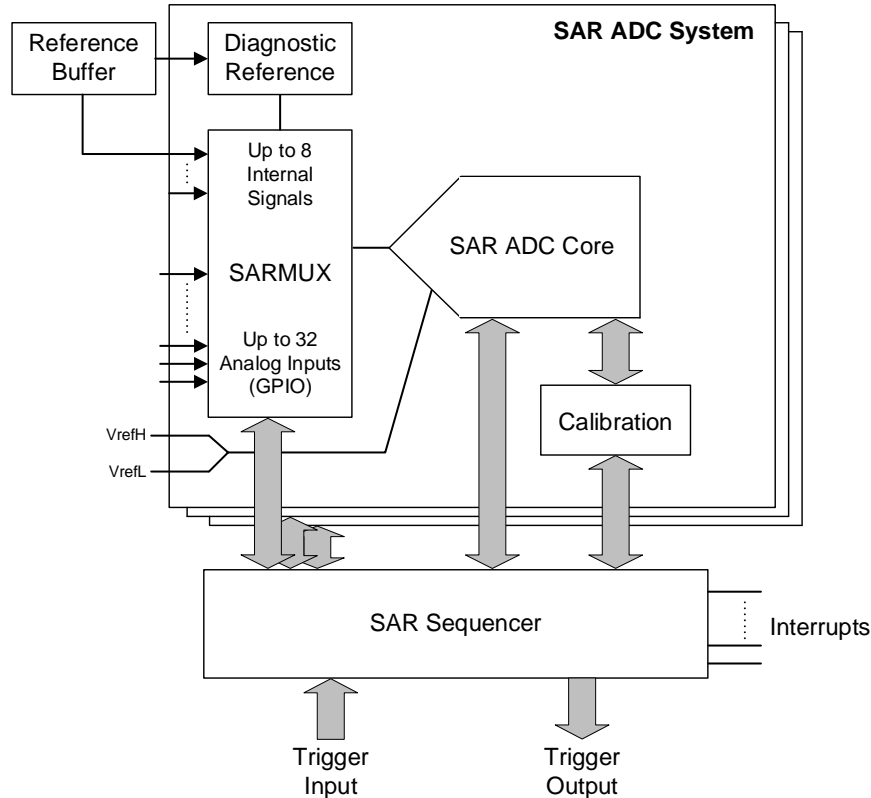 SAR ADC System
Reference
Buffer
Diagnostic
Reference
Up to 8
Internal
Signals
SARMUX
Up to 32
Analog Inputs
(GPIO)
SAR ADC Core
Calibration
VrefH
VrefL
SAR Sequencer
Interrupts
Trigger
Input
Trigger
Output